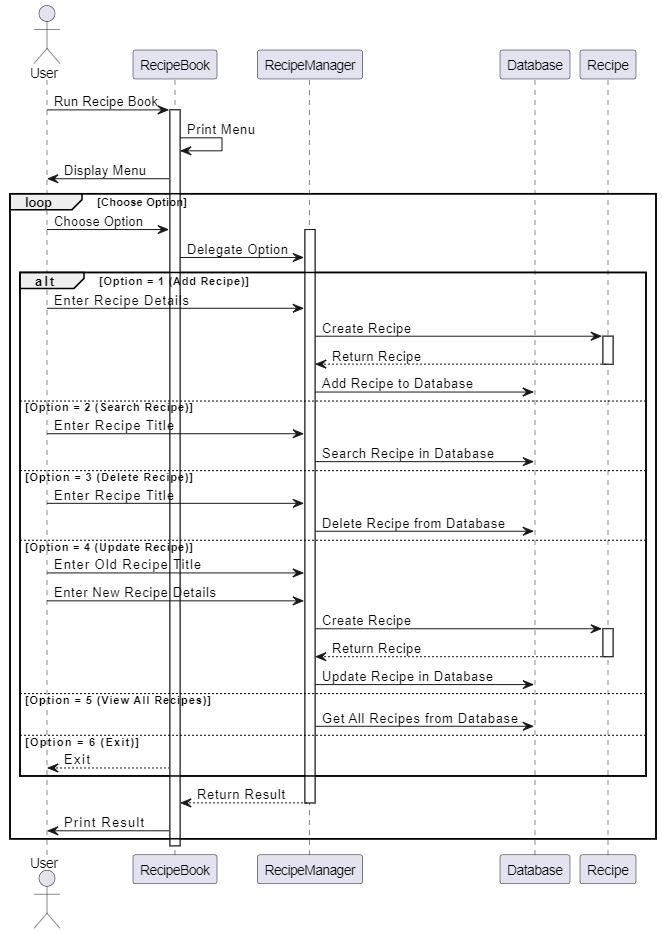 User
RecipeBook
RecipeManager
Database
Recipe
Run Recipe Book
Print Menu
Display Menu
loop
[Choose Option]
Choose Option
Delegate Option
alt
[Option = 1 (Add Recipe)]
Enter Recipe Details
Create Recipe
Return Recipe
Add Recipe to Database
[Option = 2 (Search Recipe)]
Enter Recipe Title
Search Recipe in Database
[Option = 3 (Delete Recipe)]
Enter Recipe Title
Delete Recipe from Database
[Option = 4 (Update Recipe)]
Enter Old Recipe Title
Enter New Recipe Details
Create Recipe
Return Recipe
Update Recipe in Database
[Option = 5 (View All Recipes)]
Get All Recipes from Database
[Option = 6 (Exit)]
Exit
Return Result
Print Result
User
RecipeBook
RecipeManager
Database
Recipe